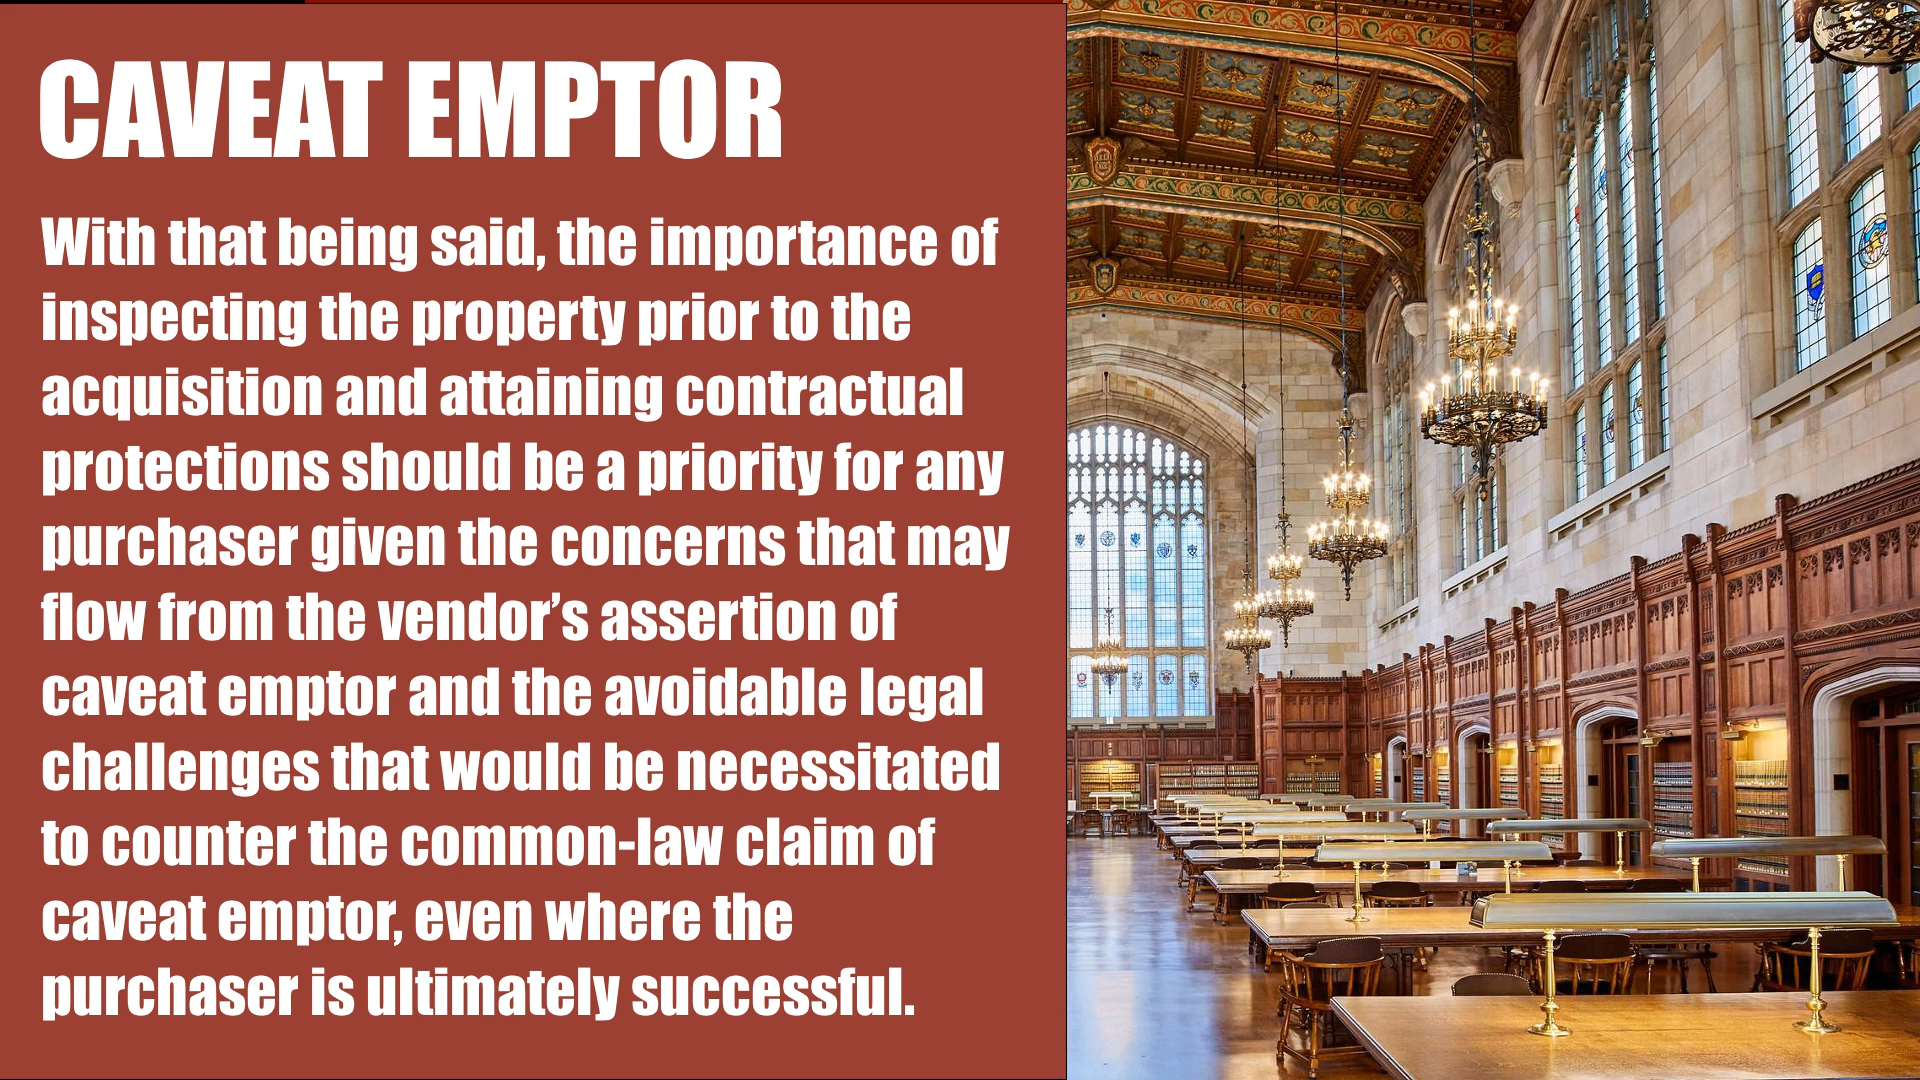 CAVEAT EMPTOR
With that being said, the importance of
inspecting the property prior to the
acquisition and attaining contractual
protections should be a priority for any
purchaser given the concerns that may
flow from the vendor’s assertion of
caveat emptor and the avoidable legal
challenges that would be necessitated
to counter the common-law claim of
caveat emptor, even where the
purchaser is ultimately successful.